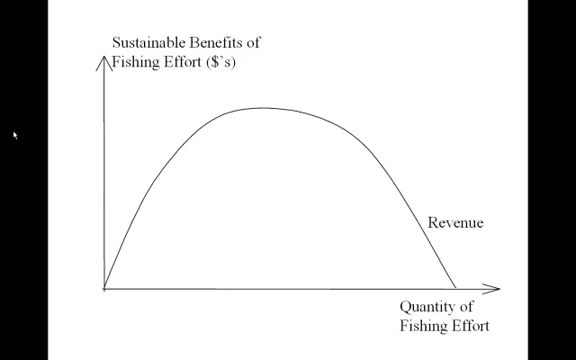 Sustainable Benefits of
Fishing Effort ($'s)
Revenue
Quantity of
Fishing Effort